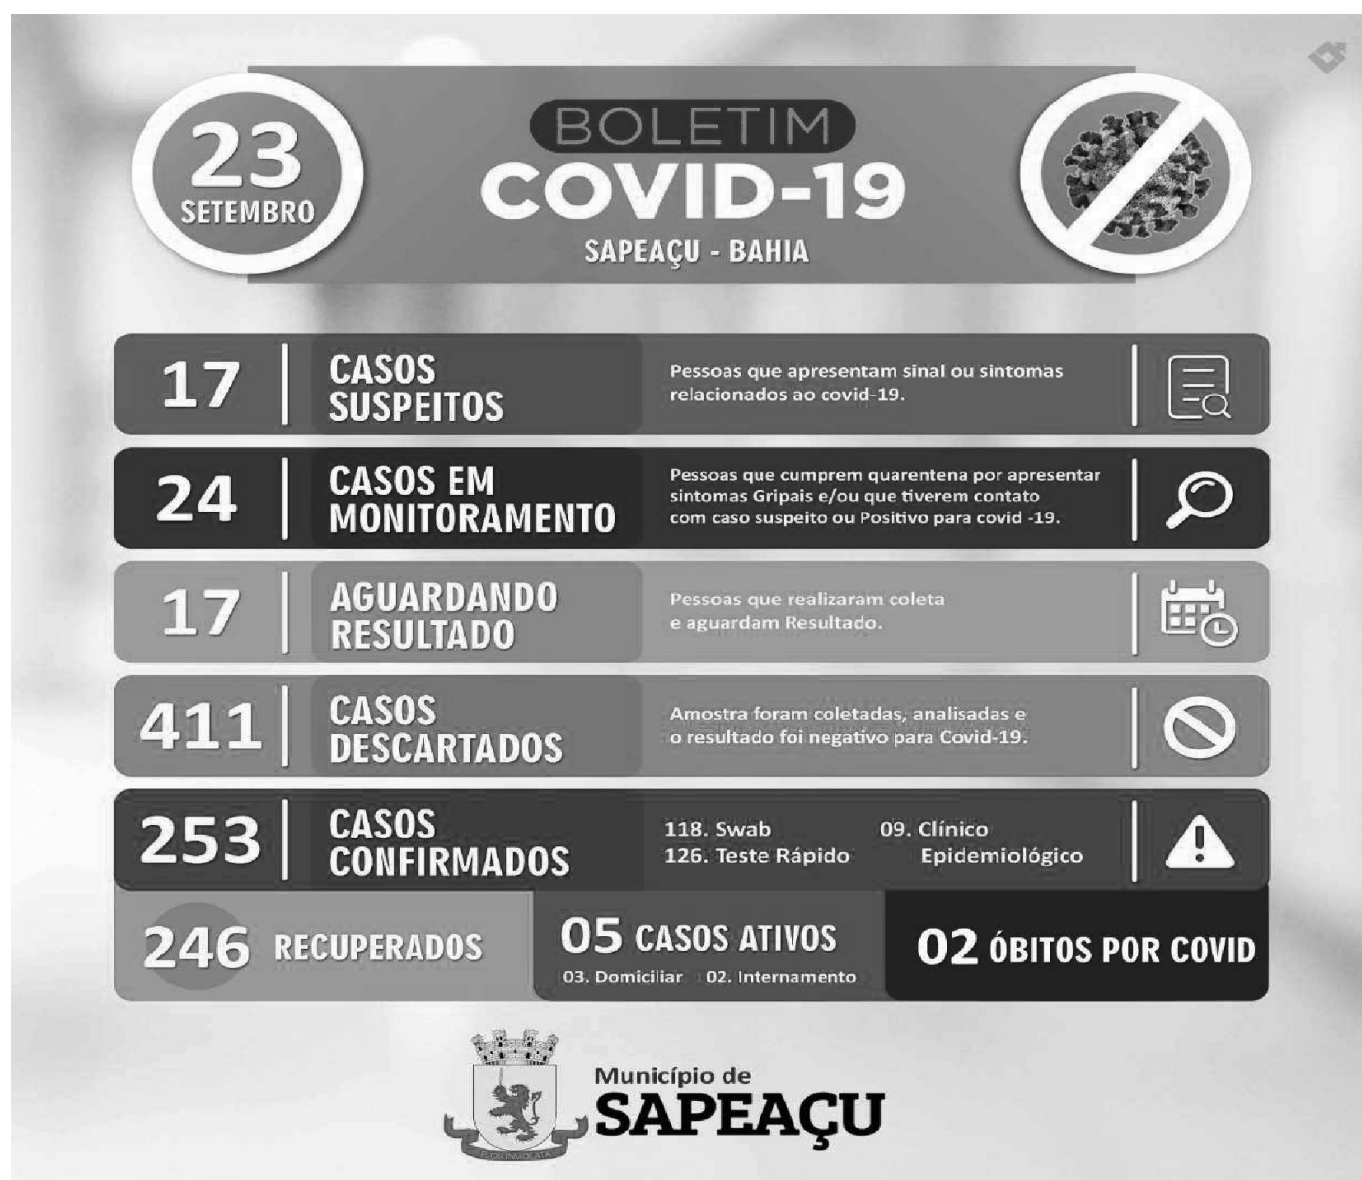 23
SETEMBRO
BOLETIM
COVID-19
SAPEAÇU - BAHIA
17
CASOS
SUSPEITOS
Pessoas que apresentam sinal ou sintomas
relacionados ao covid-19.
24
CASOS EM
MONITORAMENTO
Pessoas que cumprem quarentena por apresentar
sintomas Gripais e/ou que tiverem contato
com caso suspeito ou Positivo para covid -19.
17
AGUARDANDO
RESULTADO
Pessoas que realizaram coleta
e aguardam Resultado.
411
CASOS
DESCARTADOS
Amostra foram coletadas, analisadas e
o resultado foi negativo para Covid-19.
253
CASOS
CONFIRMADOS
118. Swab
126. Teste Rápido
09. Clínico
Epidemiológico
246 RECUPERADOS
05 CASOS ATIVOS
03. Domiciliar 02. Internamento
02 ÓBITOS POR COVID
Município de
SAPEAÇU